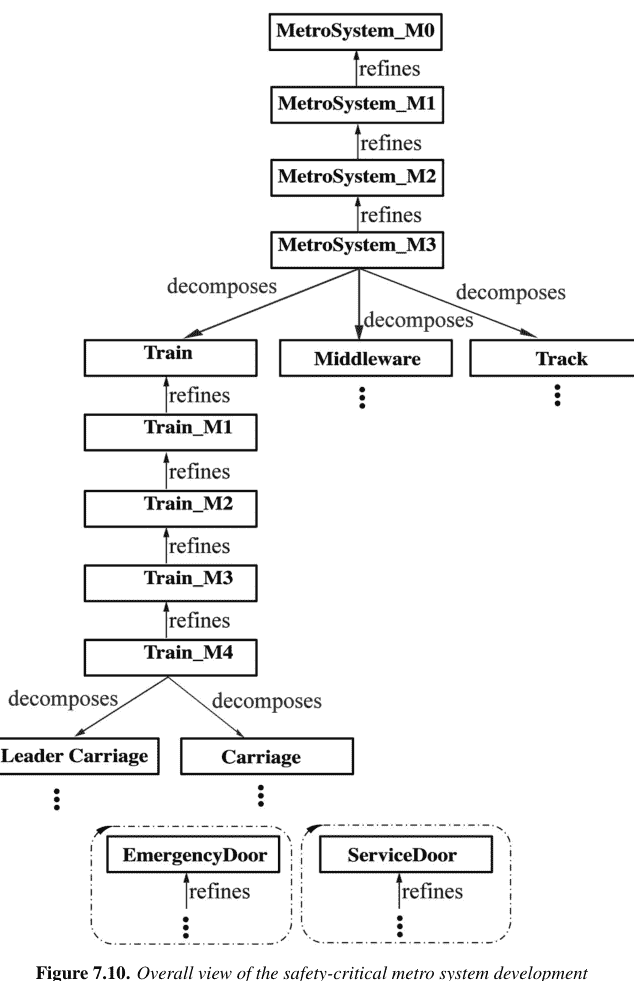 MetroSystem_M0
refines
MetroSystem_M1
refines
MetroSystem_M2
refines
MetroSystem_M3
decomposes
decomposes
decomposes
Train
Middleware
Track
refines
Train_M1
refines
Train_M2
refines
Train_M3
refines
Train_M4
decomposes
decomposes
Leader Carriage
Carriage
EmergencyDoor
ServiceDoor
refines
refines
Figure 7.10. Overall view of the safety-critical metro system development